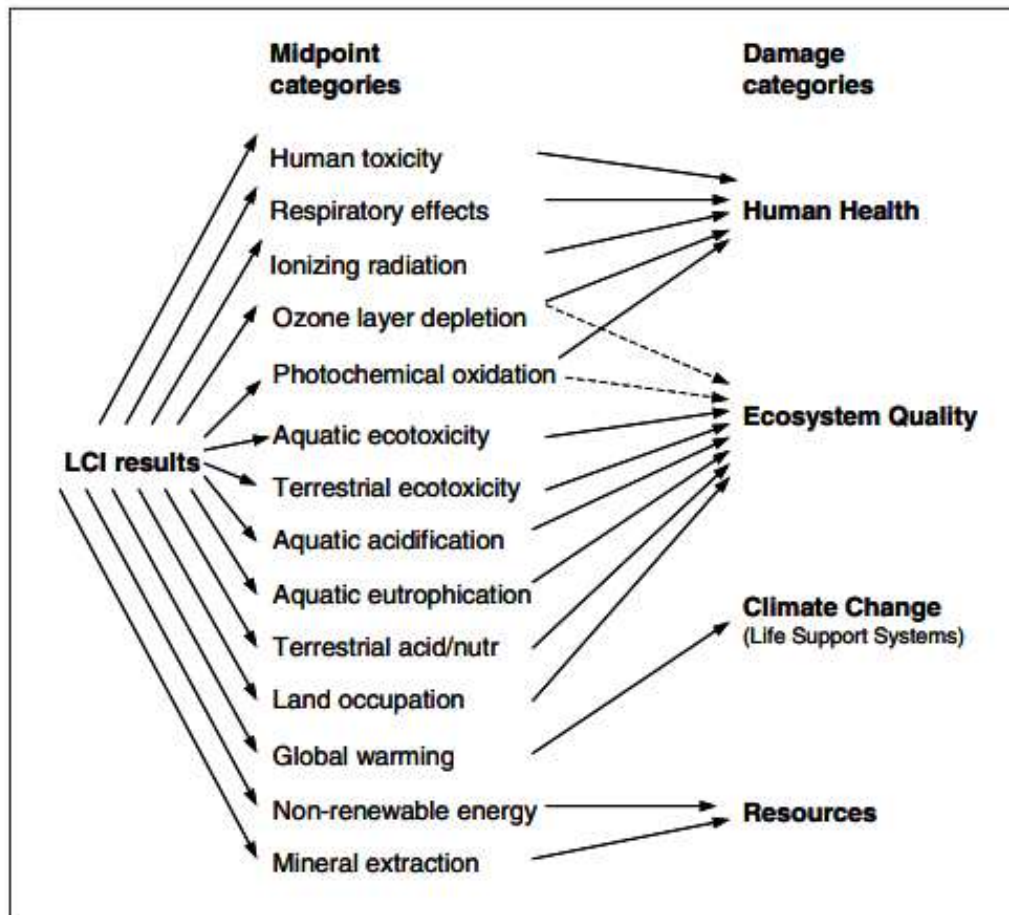 Midpoint
categories
Damage
categories
Human toxicity
Respiratory effects
Human Health
Ionizing radiation
Ozone layer depletion
Photochemical oxidation
Ecosystem Quality
Aquatic ecotoxicity
LCI results
Terrestrial ecotoxicity
Aquatic acidification
Aquatic eutrophication
Climate Change
(Life Support Systems)
Terrestrial acid/nutr
Land occupation
Global warming
Non-renewable energy
Resources
Mineral extraction